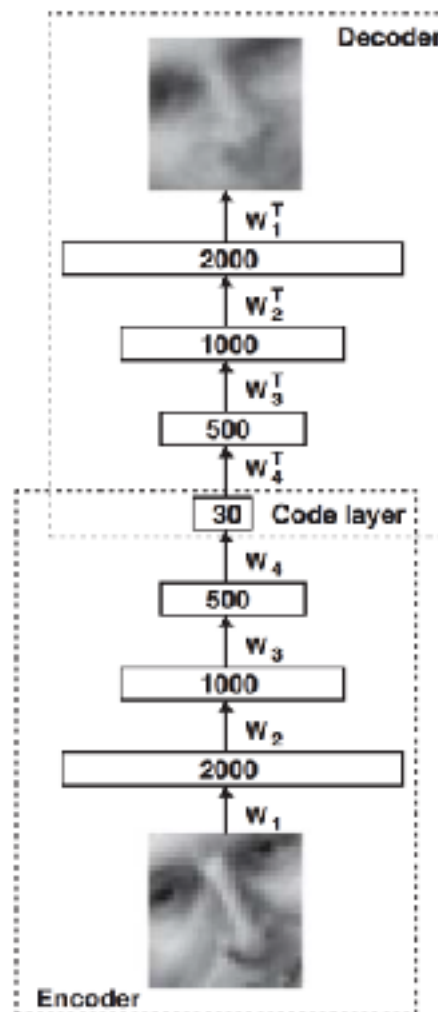 Decoder
W₁ᵀ
2000
W₂ᵀ
1000
W₃ᵀ
500
W₄ᵀ
30 Code layer
W₄
500
W₃
1000
W₂
2000
W₁
Encoder